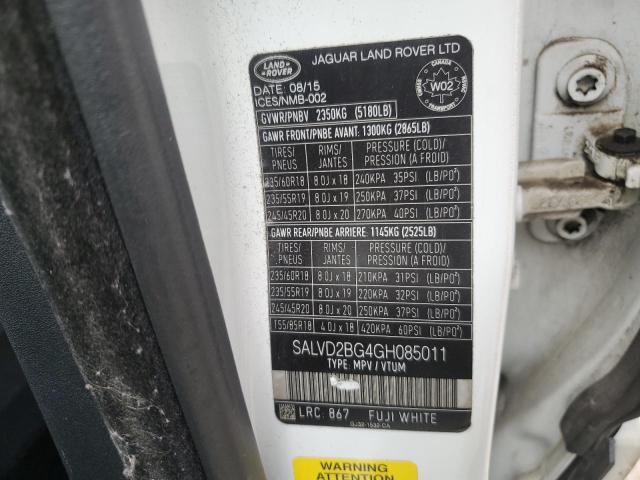 LAND ROVER
JAGUAR LAND ROVER LTD
DATE: 08/15
ICES/NMB-002
CANADA
W02
CANADA
GVWR/PNBV 2350KG (5180LB)
GAWR FRONT/PNBE AVANT: 1300KG (2865LB)
TIRES/PNEUS RIMS/JANTES PRESSURE (COLD)/PRESSION (A FROID)
235/60R18 8.0J x 18 240KPA 35PSI (LB/PO²)
235/55R19 8.0J x 19 250KPA 37PSI (LB/PO²)
245/45R20 8.0J x 20 270KPA 40PSI (LB/PO²)
GAWR REAR/PNBE ARRIERE: 1145KG (2525LB)
TIRES/PNEUS RIMS/JANTES PRESSURE (COLD)/PRESSION (A FROID)
235/60R18 8.0J x 18 210KPA 31PSI (LB/PO²)
235/55R19 8.0J x 19 220KPA 32PSI (LB/PO²)
245/45R20 8.0J x 20 250KPA 37PSI (LB/PO²)
T55/85R18 4.0J x 18 420KPA 60PSI (LB/PO²)
SALVD2BG4GH085011
TYPE: MPV / VTUM
LRC. 867 FUJI WHITE
GJ32-1532-CA
WARNING